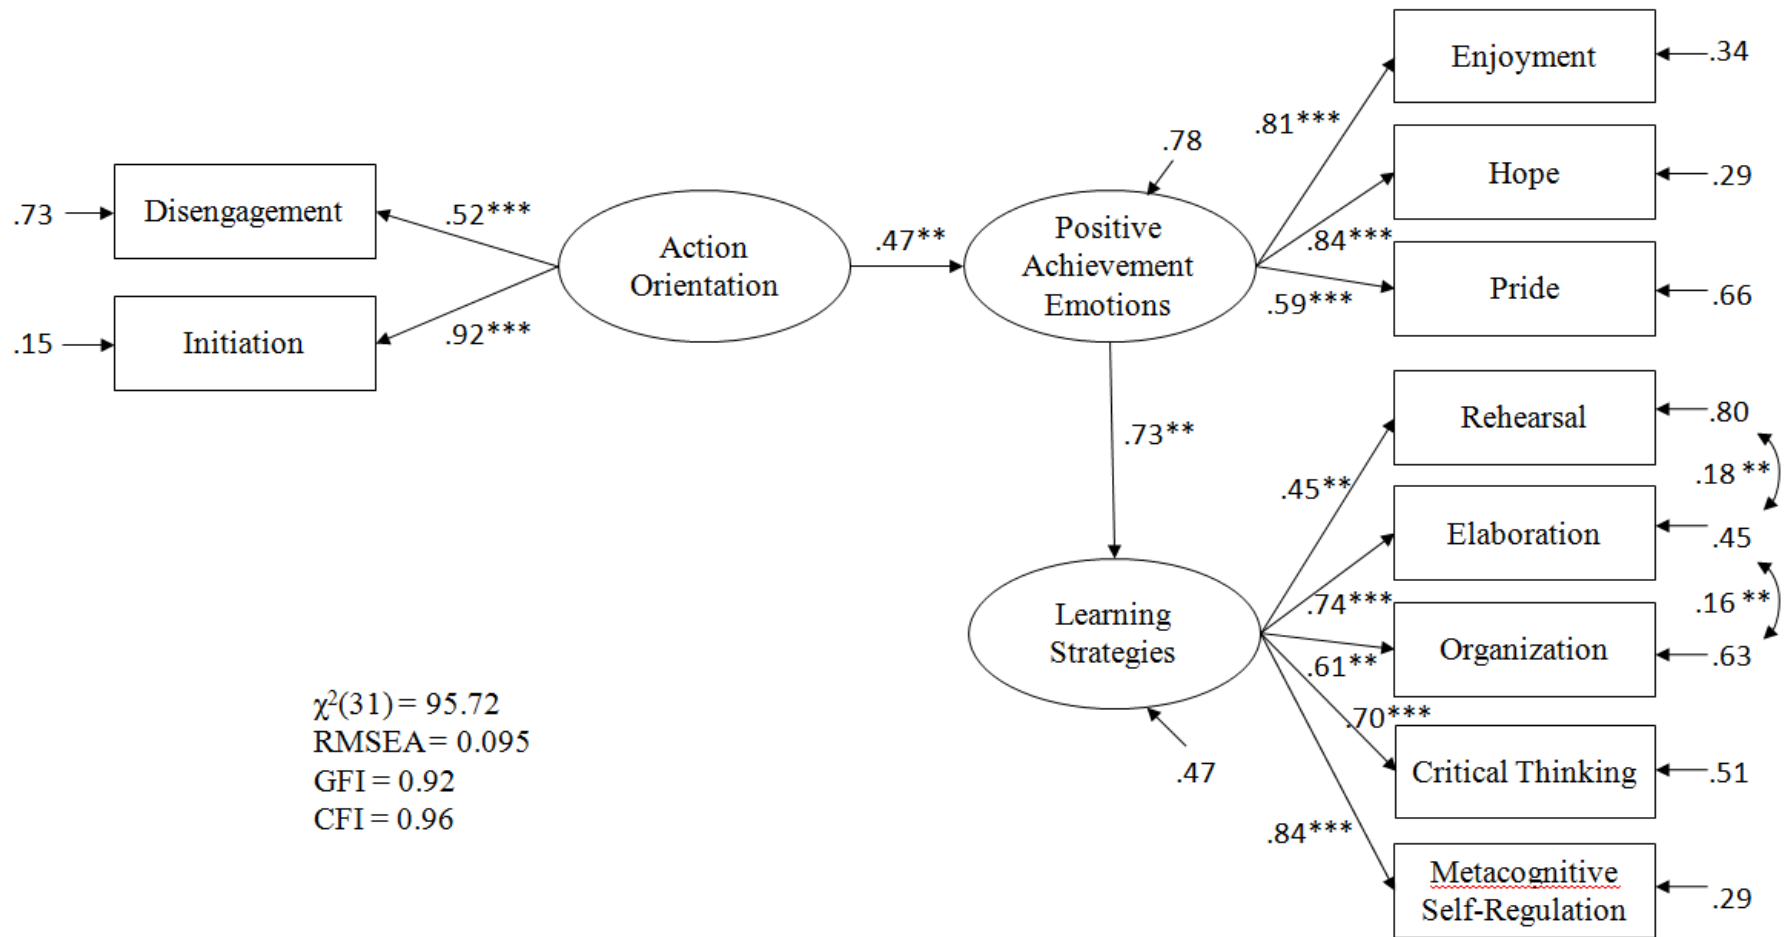 Enjoyment
.34
.81***
.78
Hope
.29
.84***
Disengagement
.73
.52***
Action
Orientation
.47**
Positive
Achievement
Emotions
Pride
.66
.59***
Initiation
.15
.92***
Rehearsal
.80
.73**
.18 **
.45**
Elaboration
.45
.74***
.16 **
Learning
Strategies
Organization
.63
.61**
χ²(31) = 95.72
RMSEA = 0.095
GFI = 0.92
CFI = 0.96
.70***
.47
Critical Thinking
.51
.84***
Metacognitive
Self-Regulation
.29